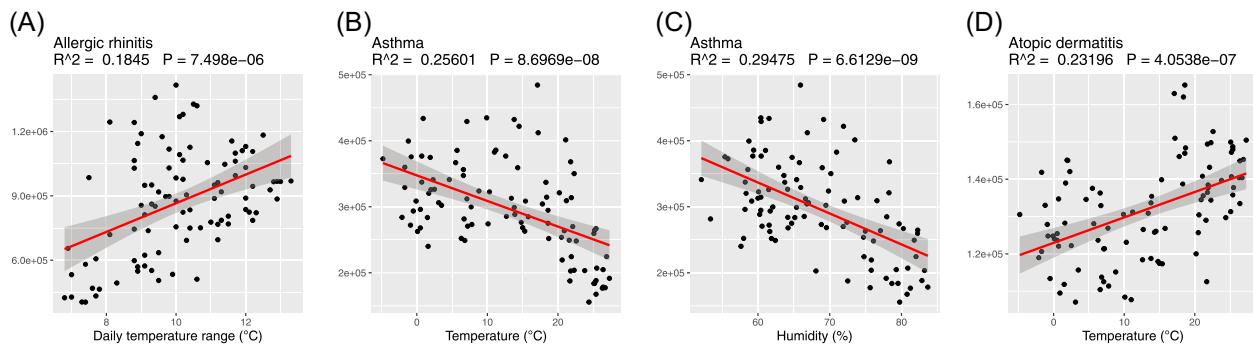 (A)
Allergic rhinitis
R^2 = 0.1845 P = 7.498e−06
1.2e+06
9.0e+05
6.0e+05
8 10 12
Daily temperature range (°C)
(B)
Asthma
R^2 = 0.25601 P = 8.6969e−08
5e+05
4e+05
3e+05
2e+05
0 10 20
Temperature (°C)
(C)
Asthma
R^2 = 0.29475 P = 6.6129e−09
5e+05
4e+05
3e+05
2e+05
60 70 80
Humidity (%)
(D)
Atopic dermatitis
R^2 = 0.23196 P = 4.0538e−07
1.6e+05
1.4e+05
1.2e+05
0 10 20
Temperature (°C)